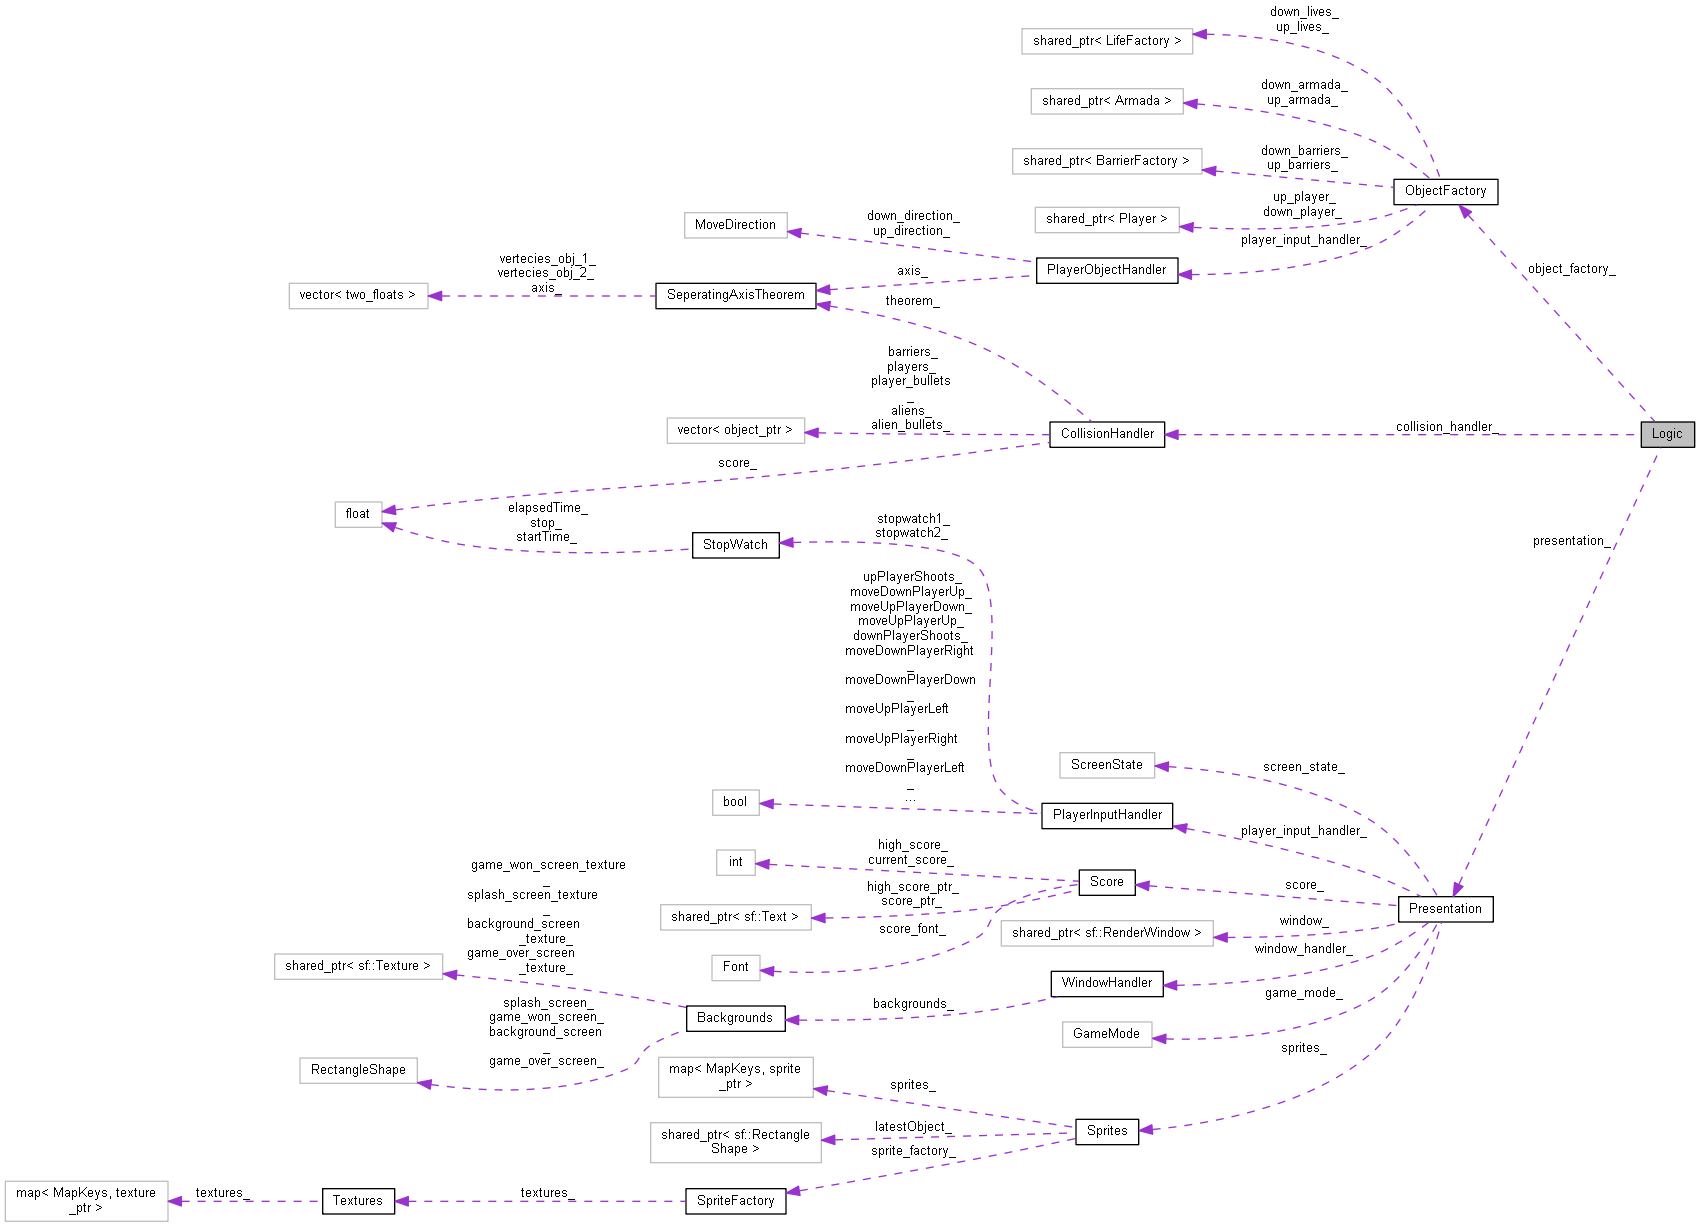 down_lives_
up_lives_
shared_ptr< LifeFactory >
down_armada_
up_armada_
shared_ptr< Armada >
down_barriers_
up_barriers_
shared_ptr< BarrierFactory >
ObjectFactory
up_player_
down_player_
shared_ptr< Player >
MoveDirection
down_direction_
up_direction_
player_input_handler_
PlayerObjectHandler
object_factory_
vertecies_obj_1_
vertecies_obj_2_
axis_
vector< two_floats >
SeperatingAxisTheorem
axis_
theorem_
barriers_
players_
player_bullets
_
aliens_
alien_bullets_
vector< object_ptr >
CollisionHandler
collision_handler_
Logic
score_
float
elapsedTime_
stop_
startTime_
StopWatch
stopwatch1_
stopwatch2_
presentation_
upPlayerShoots_
moveDownPlayerUp_
moveUpPlayerDown_
moveUpPlayerUp_
downPlayerShoots_
moveDownPlayerRight
_
moveDownPlayerDown
_
moveUpPlayerLeft
_
moveUpPlayerRight
_
moveDownPlayerLeft
_
...
bool
ScreenState
screen_state_
PlayerInputHandler
player_input_handler_
int
high_score_
current_score_
Score
score_
high_score_ptr_
score_ptr_
shared_ptr< sf::Text >
score_font_
Font
Presentation
shared_ptr< sf::RenderWindow >
window_
window_handler_
WindowHandler
game_won_screen_texture
_
splash_screen_texture
_
background_screen
_texture_
game_over_screen
_texture_
shared_ptr< sf::Texture >
backgrounds_
Backgrounds
splash_screen_
game_won_screen_
background_screen
_
game_over_screen_
RectangleShape
game_mode_
GameMode
sprites_
map< MapKeys, sprite
_ptr >
sprites_
shared_ptr< sf::Rectangle
Shape >
latestObject_
Sprites
sprite_factory_
SpriteFactory
textures_
Textures
textures_
map< MapKeys, texture
_ptr >